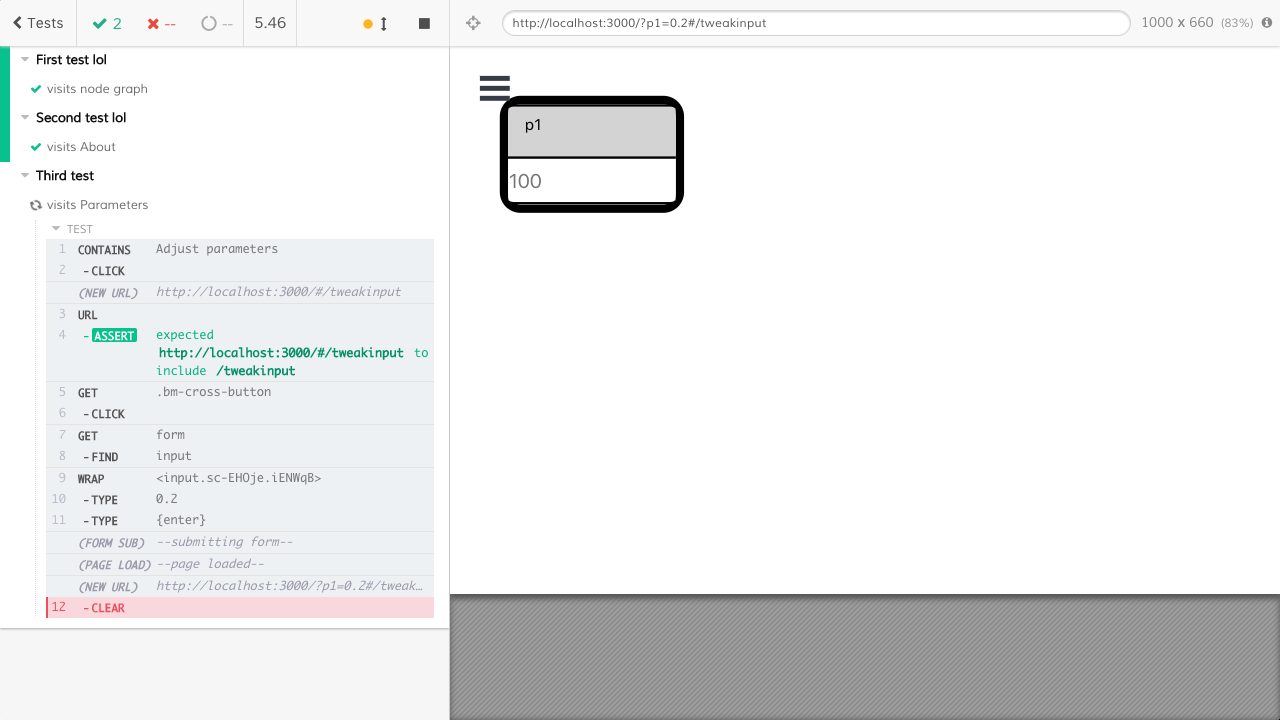 Tests 2 -- -- 5.46
http://localhost:3000/?p1=0.2#/tweakinput 1000 x 660 (83%)
First test lol
visits node graph
Second test lol
visits About
Third test
visits Parameters
TEST
1 CONTAINS Adjust parameters
2 -CLICK
(NEW URL) http://localhost:3000/#/tweakinput
3 URL
4 -ASSERT expected
http://localhost:3000/#/tweakinput to
include /tweakinput
5 GET .bm-cross-button
6 -CLICK
7 GET form
8 -FIND input
9 WRAP <input.sc-EHOje.iENWqB>
10 -TYPE 0.2
11 -TYPE {enter}
(FORM SUB) --submitting form--
(PAGE LOAD) --page loaded--
(NEW URL) http://localhost:3000/?p1=0.2#/tweak…
12 -CLEAR
p1
100